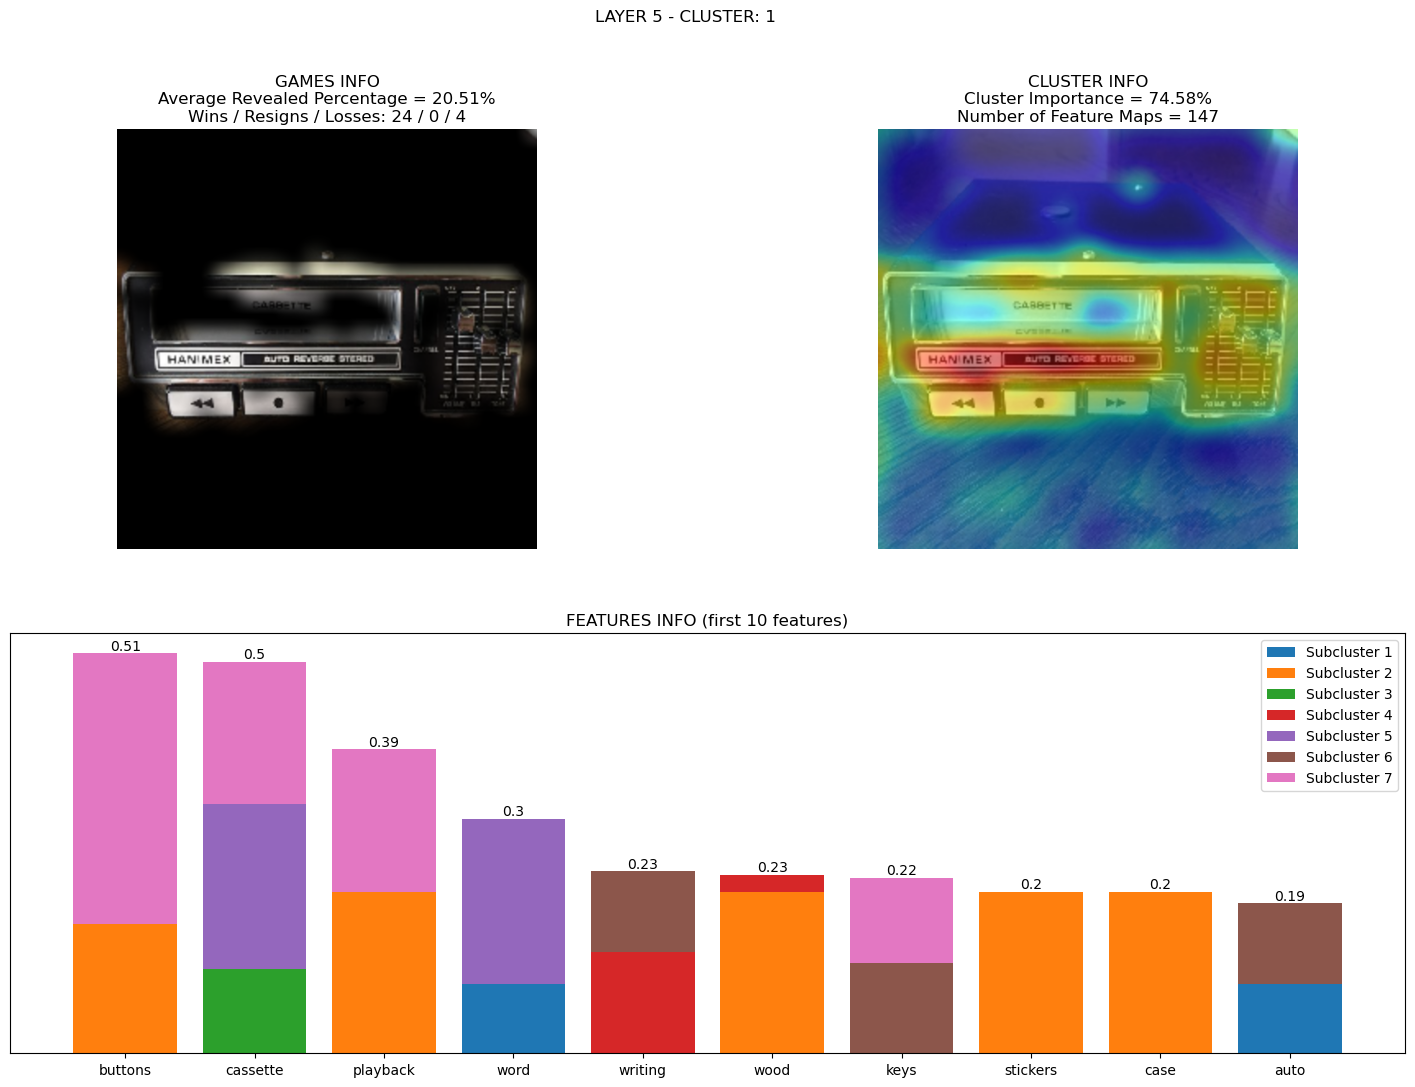 LAYER 5 - CLUSTER: 1
GAMES INFO
Average Revealed Percentage = 20.51%
Wins / Resigns / Losses: 24 / 0 / 4
CASSETTE
HANIMEX AUTO REVERSE STEREO
CLUSTER INFO
Cluster Importance = 74.58%
Number of Feature Maps = 147
CASSETTE
HANIMEX AUTO REVERSE STEREO
FEATURES INFO (first 10 features)
0.51
0.5
0.39
0.3
0.23
0.23
0.22
0.2
0.2
0.19
Subcluster 1
Subcluster 2
Subcluster 3
Subcluster 4
Subcluster 5
Subcluster 6
Subcluster 7
buttons cassette playback word writing wood keys stickers case auto